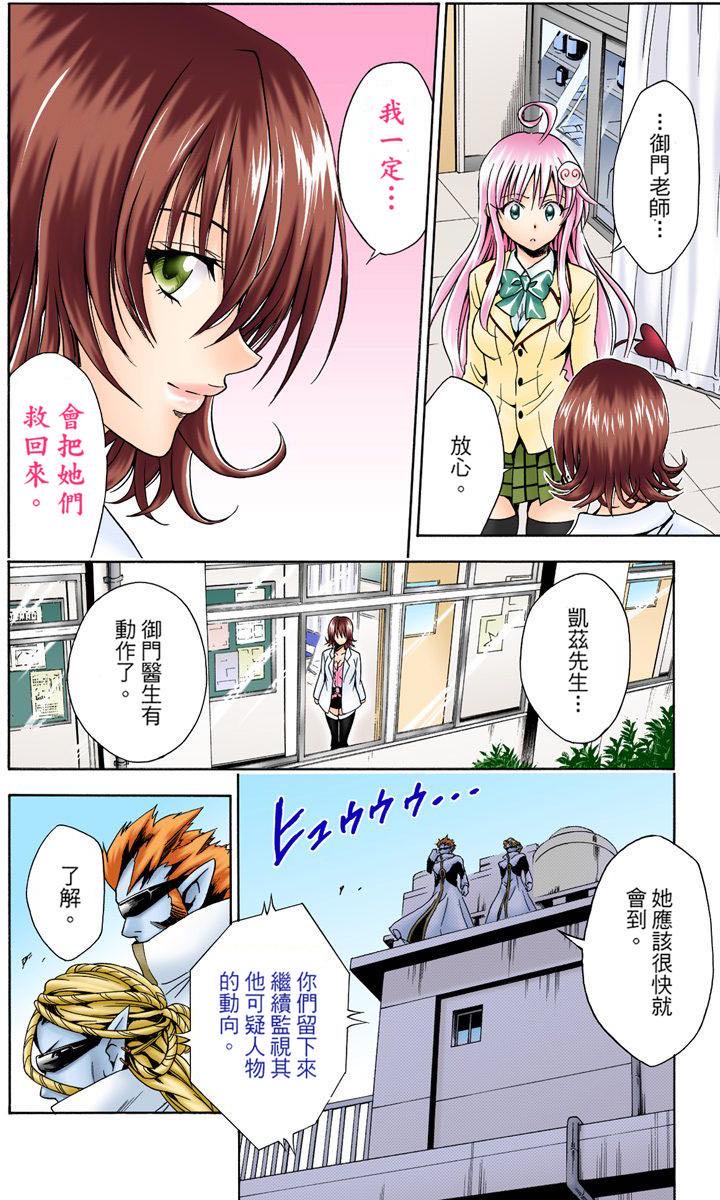 …御門老師…
放心。
我一定…
會把她們
救回來。
凱茲先生…
御門醫生有
動作了。
她應該很快就
會到。
ヒュゥゥゥ・・・
你們留下來
繼續監視其
他可疑人物
的動向。
了解。